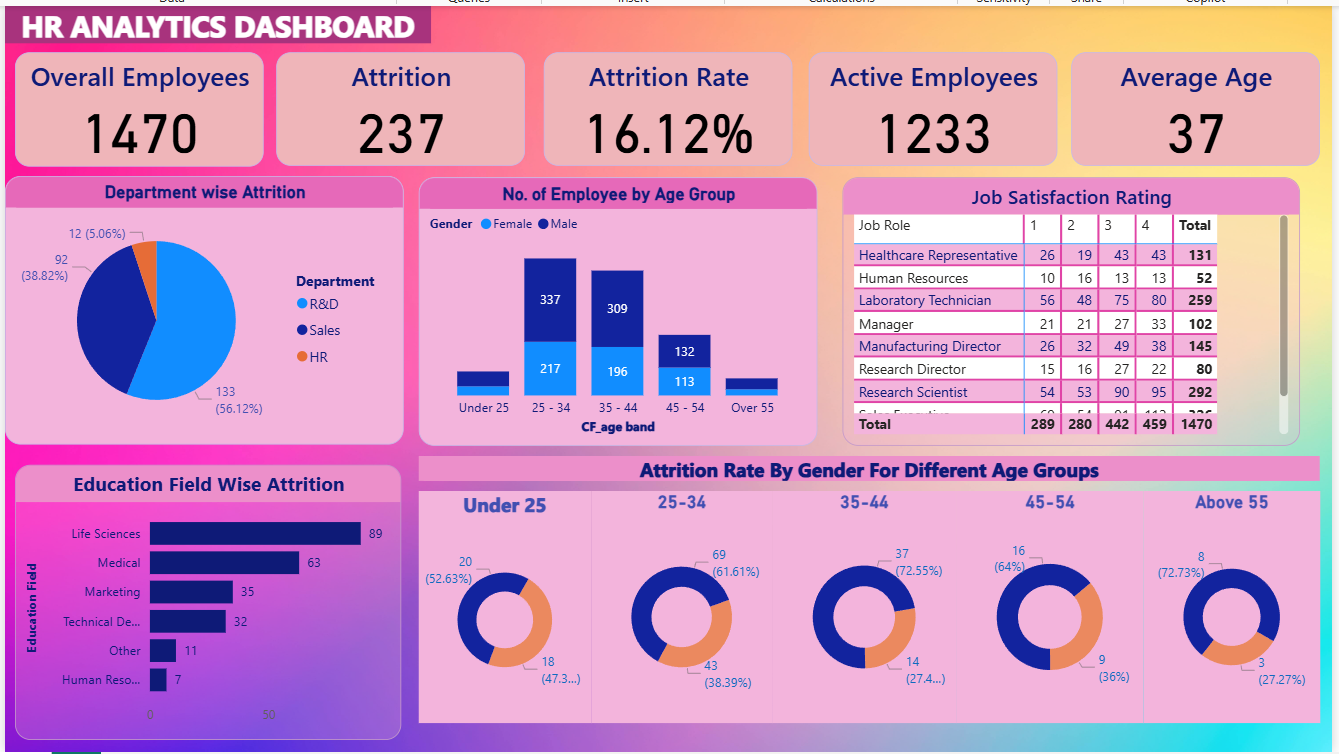 Data Queries Insert Calculations Sensitivity Share Copilot
HR ANALYTICS DASHBOARD
Overall Employees
1470
Attrition
237
Attrition Rate
16.12%
Active Employees
1233
Average Age
37
Department wise Attrition
12 (5.06%)
92
(38.82%)
133
(56.12%)
Department
R&D
Sales
HR
No. of Employee by Age Group
Gender Female Male
337
309
132
217
196
113
Under 25 25 - 34 35 - 44 45 - 54 Over 55
CF_age band
Job Satisfaction Rating
Job Role 1 2 3 4 Total
Healthcare Representative 26 19 43 43 131
Human Resources 10 16 13 13 52
Laboratory Technician 56 48 75 80 259
Manager 21 21 27 33 102
Manufacturing Director 26 32 49 38 145
Research Director 15 16 27 22 80
Research Scientist 54 53 90 95 292
Total 289 280 442 459 1470
Education Field Wise Attrition
Education Field
Life Sciences 89
Medical 63
Marketing 35
Technical De... 32
Other 11
Human Reso... 7
0 50
Attrition Rate By Gender For Different Age Groups
Under 25
20
(52.63%)
18
(47.3...)
25-34
69
(61.61%)
43
(38.39%)
35-44
37
(72.55%)
14
(27.4...)
45-54
16
(64%)
9
(36%)
Above 55
8
(72.73%)
3
(27.27%)